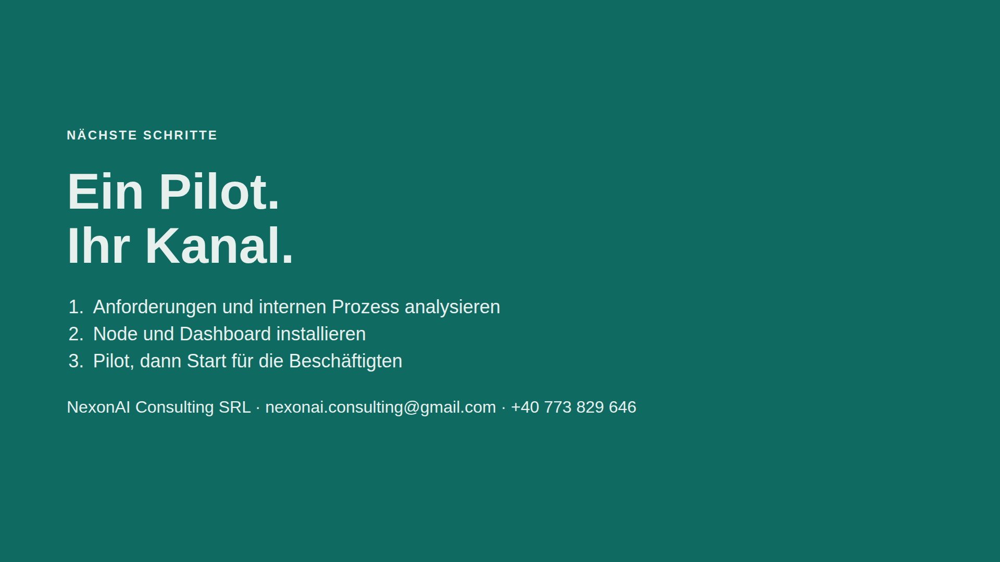 NÄCHSTE SCHRITTE
Ein Pilot.
Ihr Kanal.
1. Anforderungen und internen Prozess analysieren
2. Node und Dashboard installieren
3. Pilot, dann Start für die Beschäftigten
NexonAI Consulting SRL · nexonai.consulting@gmail.com · +40 773 829 646